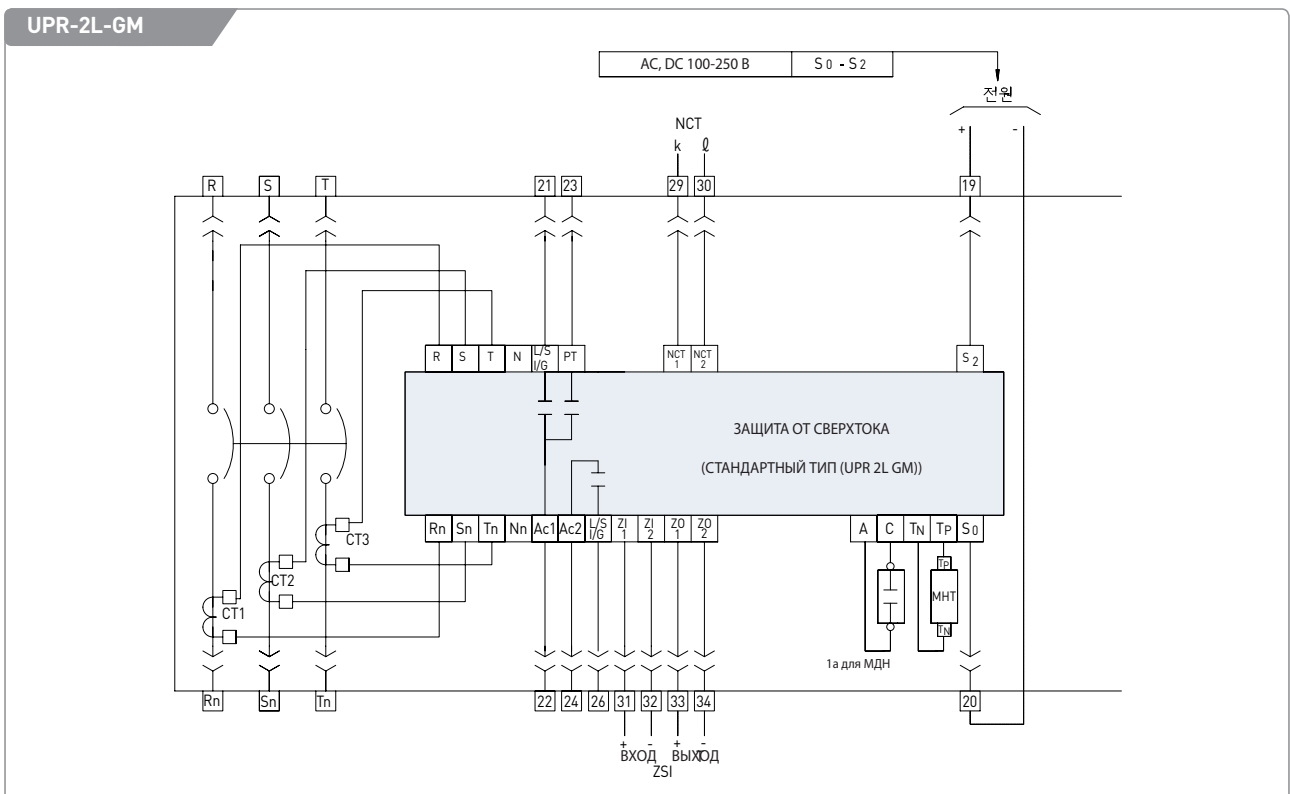 UPR-2L-GM
AC, DC 100-250 В S0 - S2
전원
+ -
NCT
k ℓ
R S T 21 23 29 30 19
R S T N L/S I/G PT NCT 1 NCT 2 S2
ЗАЩИТА ОТ СВЕРХТОКА
(СТАНДАРТНЫЙ ТИП (UPR 2L GM))
Rn Sn Tn Nn Ac1 Ac2 L/S I/G ZI 1 ZI 2 ZO 1 ZO 2 A C TN TP S0
CT3
CT2
CT1
TP
МНТ
TN
1a для МДН
Rn Sn Tn 22 24 26 31 32 33 34 20
+ - + -
ВХОД ВЫХОД
ZSI